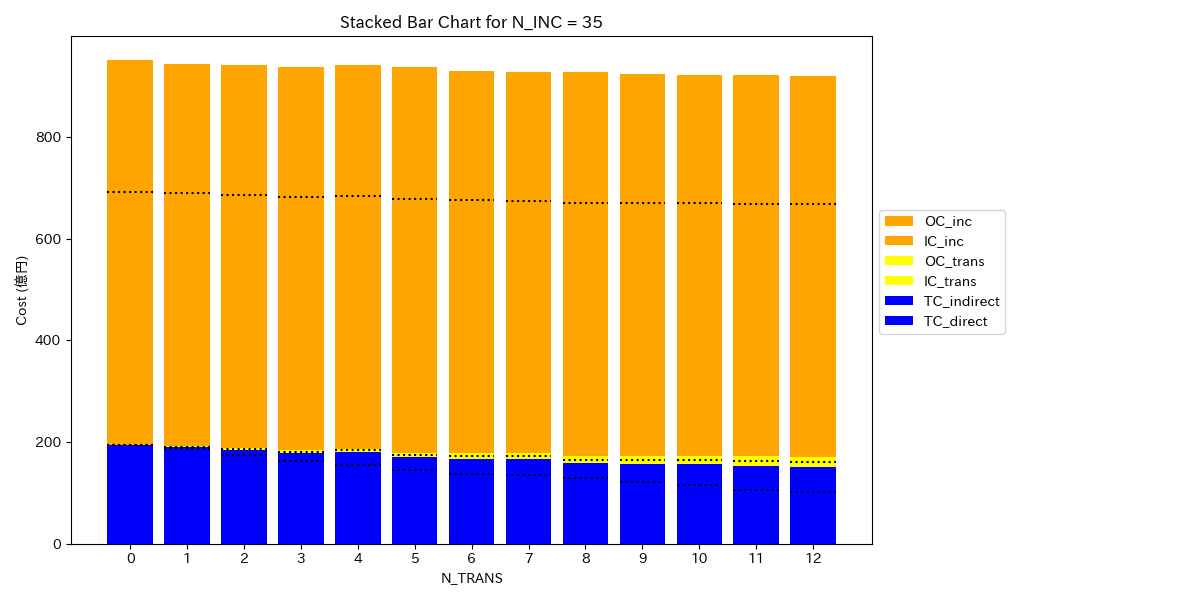 Stacked Bar Chart for N_INC = 35
Cost (億円)
800
600
400
200
0
0 1 2 3 4 5 6 7 8 9 10 11 12
N_TRANS
OC_inc
IC_inc
OC_trans
IC_trans
TC_indirect
TC_direct